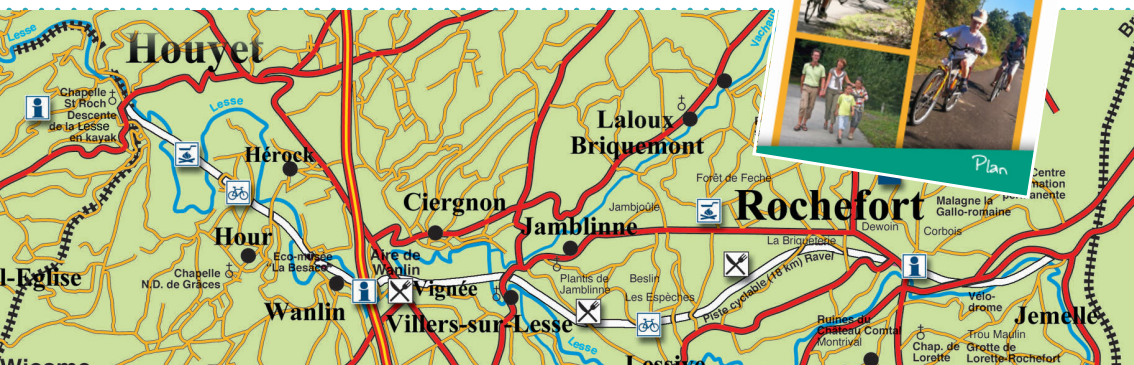 Lesse
Houyet
Chapelle
St Roch
Descente
de la Lesse
en kayak
Lesse
Hérock
Hour
Eco-musée
"La Besace"
Chapelle
N.D. de Grâces
l-Eglise
Wanlin
Aire de
Wanlin
Vignée
Ciergnon
Villers-sur-Lesse
Lesse
Laloux
Briquemont
Jamblinne
Jambjoûle
Plantis de
Jamblinne
Beslin
Les Espèches
Forêt de Feche
Rochefort
La Briqueterie
Piste cyclable (18 km) Ravel
Plan
Centre
Malagne la
Gallo-romaine
Dewoin
Corbois
Vélo-
drome
Jemelle
Ruines du
Château Comtal
Montrival
Chap. de
Lorette
Trou Maulin
Grotte de
Lorette-Rochefort